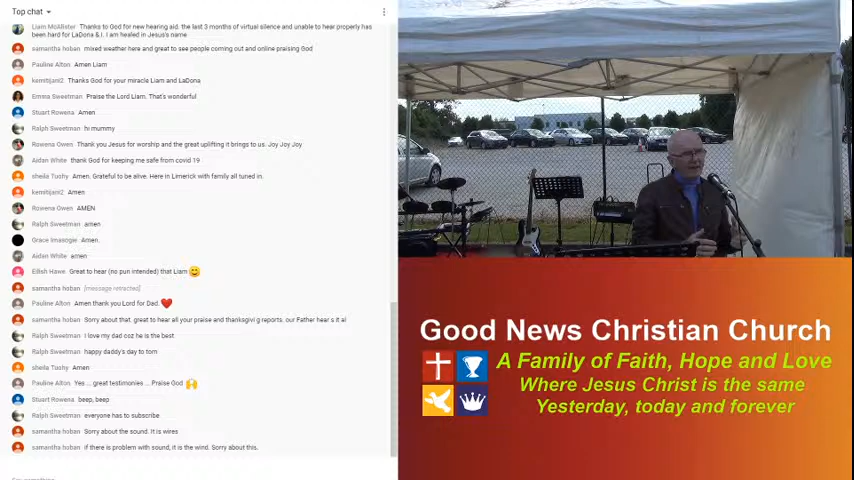 Top chat
Liam McAlister Thanks to God for new hearing aid. the last 3 months of virtual silence and unable to hear properly has
been hard for LaDona & I. I am healed in Jesus's name
samantha hoban mixed weather here and great to see people coming out and online praising God
Pauline Alton Amen Liam
kemitijani2 Thanks God for your miracle Liam and LaDona
Emma Sweetman Praise the Lord Liam. That's wonderful
Stuart Rowena Amen
Ralph Sweetman hi mummy
Rowena Owen Thank you Jesus for worship and the great uplifting it brings to us. Joy Joy Joy
Aidan White thank God for keeping me safe from covid 19
sheila Tushy Amen. Grateful to be alive. Here in Limerick with family all tuned in.
kemitijani2 Amen
Rowena Owen AMEN
Ralph Sweetman amen
Grace Imasogie Amen.
Aidan White amen
Eilish Hawe Great to hear (no pun intended) that Liam
samantha hoban [message retracted]
Pauline Alton Amen thank you Lord for Dad.
samantha hoban Sorry about that. great to hear all your praise and thanksgivi g reports. our Father hear s it al
Ralph Sweetman I love my dad coz he is the best
Ralph Sweetman happy daddy's day to tom
sheila Tushy Amen
Pauline Alton Yes ... great testimonies ... Praise God
Stuart Rowena beep, beep
Ralph Sweetman everyone has to subscribe
samantha hoban Sorry about the sound. It is wires
samantha hoban if there is problem with sound, it is the wind. Sorry about this.
Good News Christian Church
A Family of Faith, Hope and Love
Where Jesus Christ is the same
Yesterday, today and forever